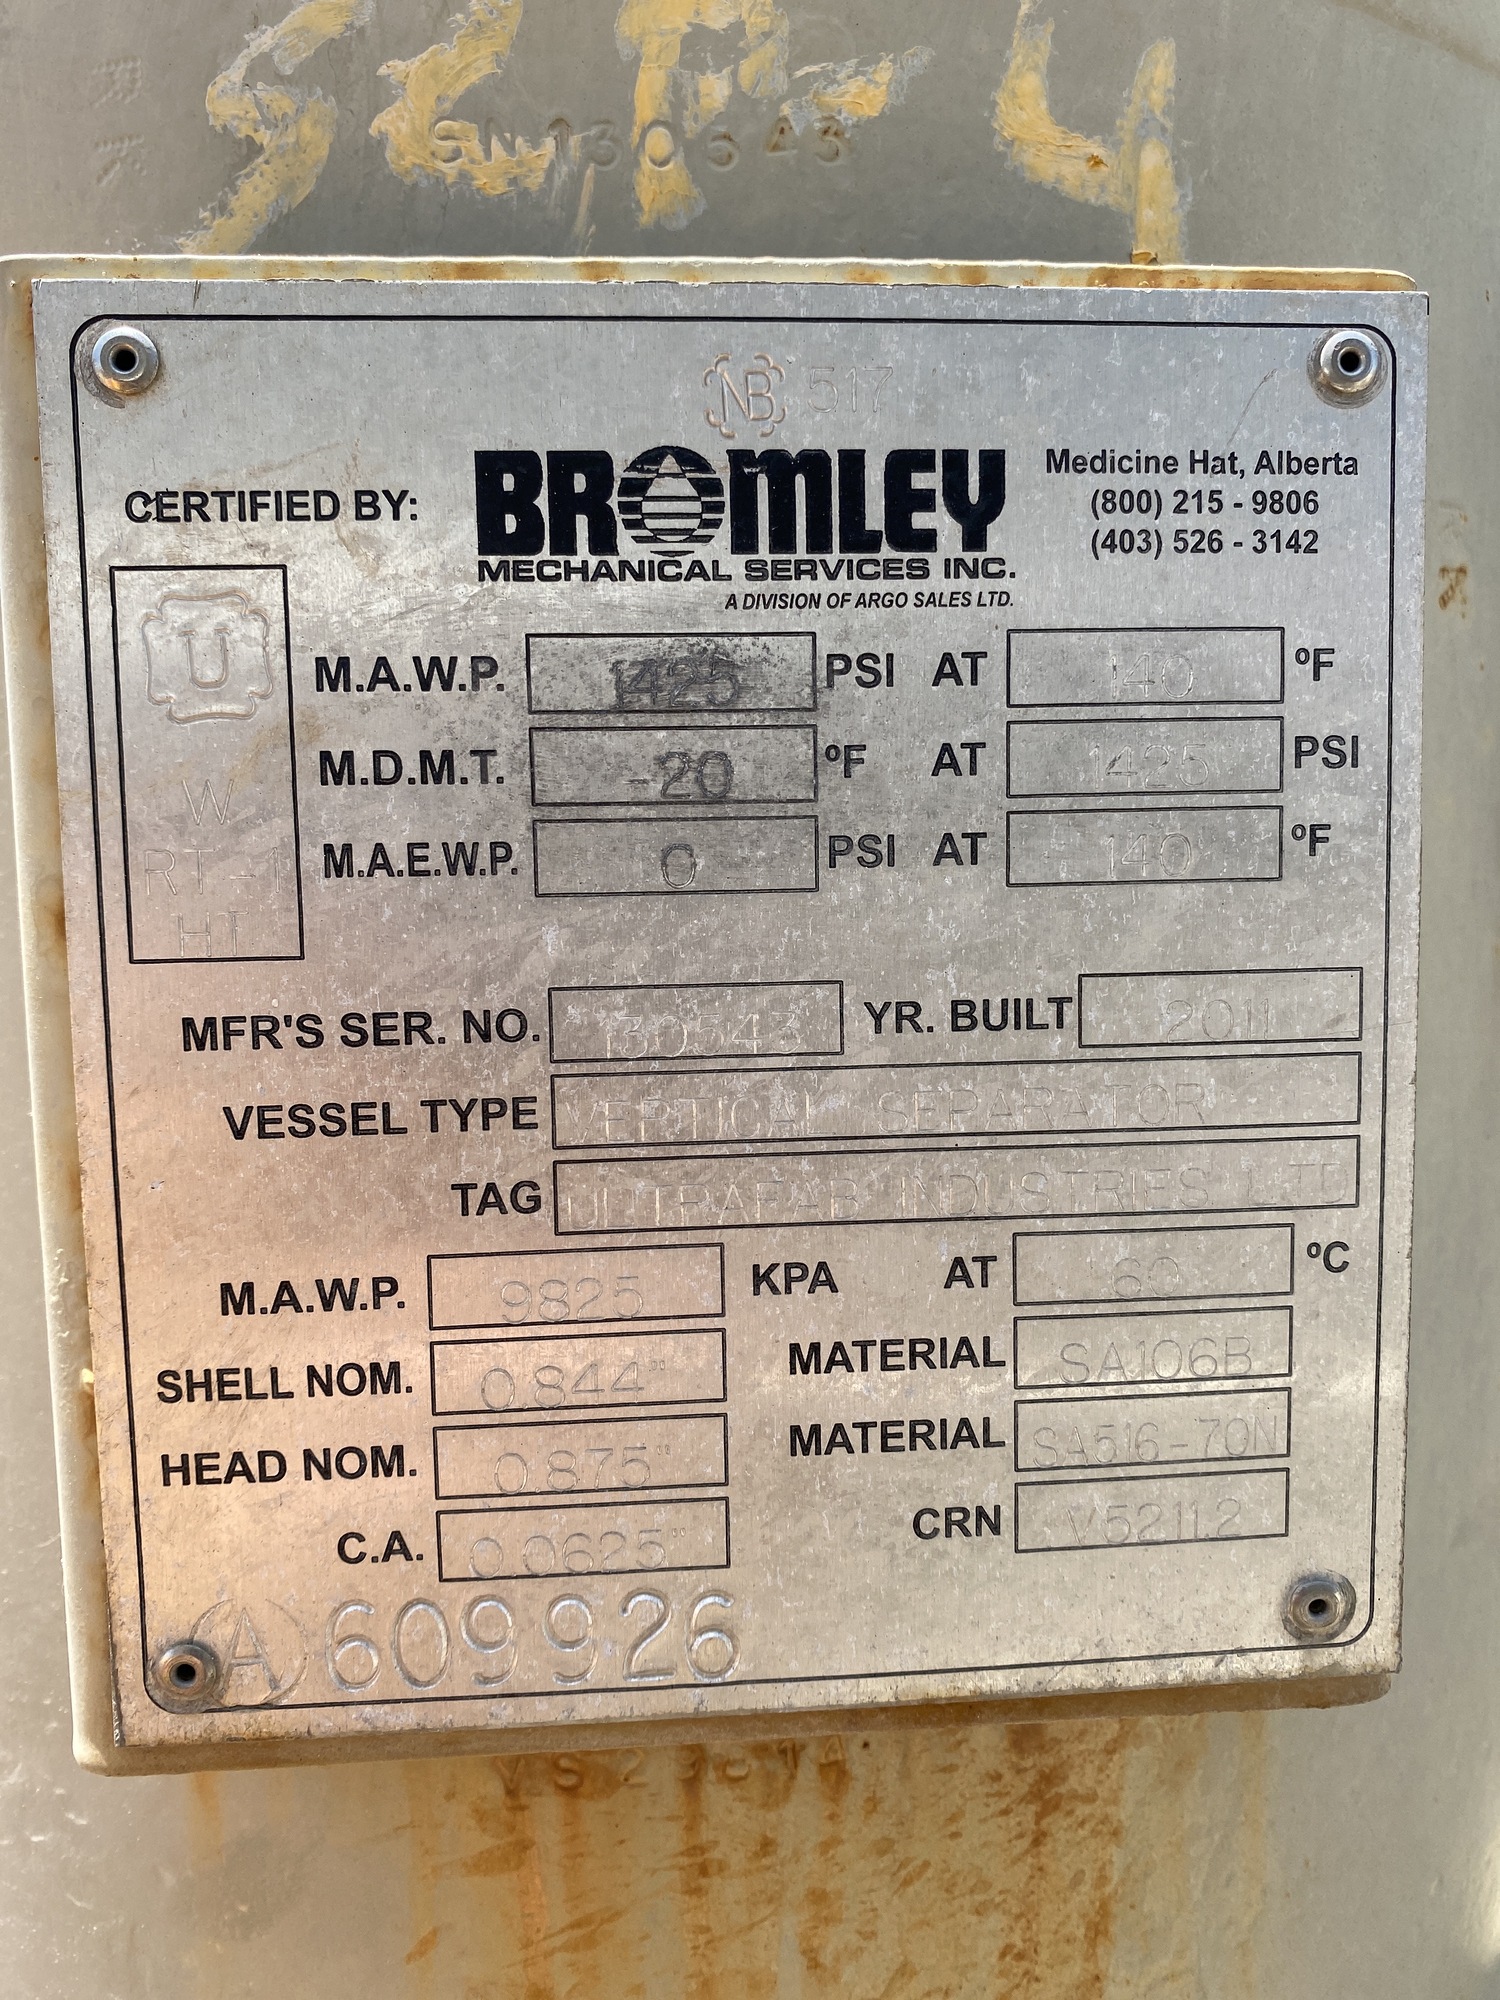 SN 130543
NB 517
CERTIFIED BY:
BROMLEY
MECHANICAL SERVICES INC.
A DIVISION OF ARGO SALES LTD.
Medicine Hat, Alberta
(800) 215 - 9806
(403) 526 - 3142
U
W
RT-1
HT
M.A.W.P. 1425 PSI AT 140 ºF
M.D.M.T. -20 ºF AT 1425 PSI
M.A.E.W.P. 0 PSI AT 140 ºF
MFR'S SER. NO. 130543 YR. BUILT 2011
VESSEL TYPE VERTICAL SEPARATOR
TAG ULTRAFAB INDUSTRIES LTD
M.A.W.P. 9825 KPA AT 60 ºC
SHELL NOM. 0.844" MATERIAL SA106B
HEAD NOM. 0.875" MATERIAL SA516-70N
C.A. 0.0625" CRN V5211.2
A 609926